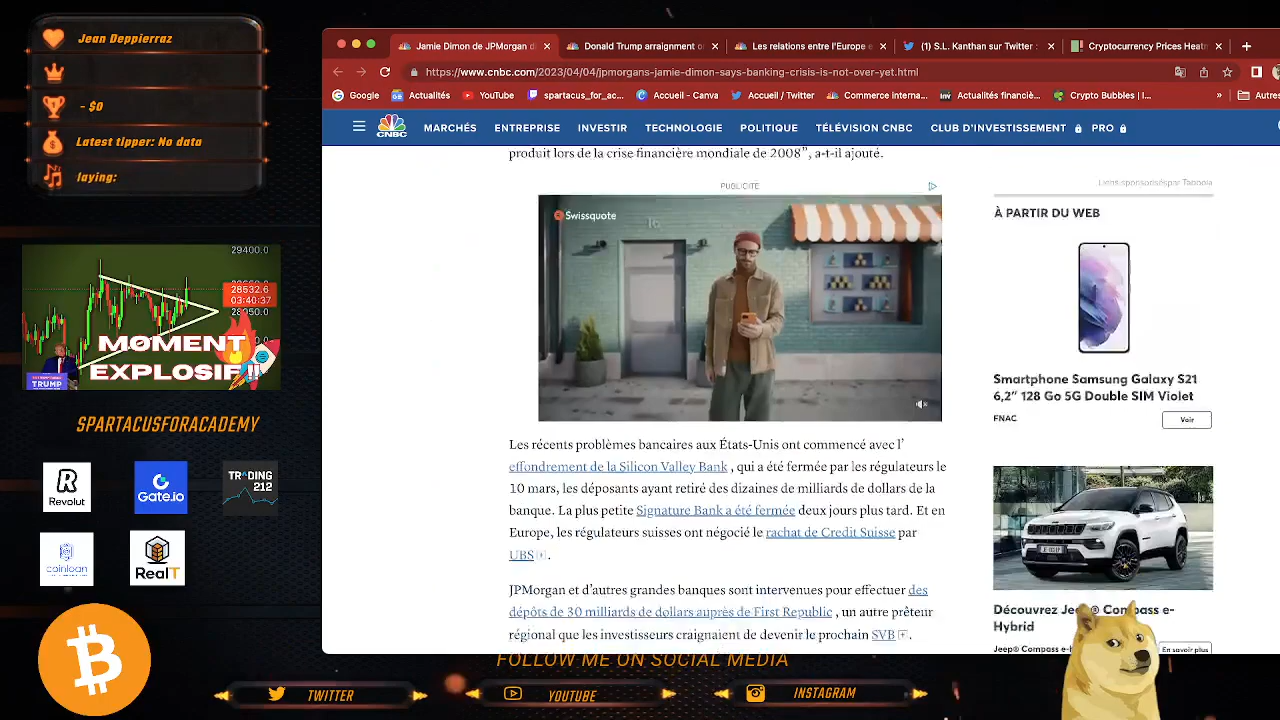 Jean Deppierraz
- $0
Latest tipper: No data
laying:
29400.0
28532.6
03:40:37
28050.0
MOMENT
EXPLOSIF!!
TRUMP
SPARTACUSFORACADEMY
Revolut
Gate.io
TRADING
212
coinloan
RealT
Jamie Dimon de JPMorgan d
Donald Trump arraignment o
Les relations entre l'Europe e
(1) S.L. Kanthan sur Twitter :
Cryptocurrency Prices Heatm
https://www.cnbc.com/2023/04/04/jpmorgans-jamie-dimon-says-banking-crisis-is-not-over-yet.html
Google
Actualités
YouTube
spartacus_for_ac...
Accueil - Canva
Accueil / Twitter
Commerce interna...
Actualités financiè...
Crypto Bubbles | I...
»
Autres
CNBC
MARCHÉS
ENTREPRISE
INVESTIR
TECHNOLOGIE
POLITIQUE
TÉLÉVISION CNBC
CLUB D'INVESTISSEMENT
PRO
produit lors de la crise financière mondiale de 2008”, a-t-il ajouté.
PUBLICITÉ
Swissquote
16
Les récents problèmes bancaires aux États-Unis ont commencé avec l’
effondrement de la Silicon Valley Bank , qui a été fermée par les régulateurs le
10 mars, les déposants ayant retiré des dizaines de milliards de dollars de la
banque. La plus petite Signature Bank a été fermée deux jours plus tard. Et en
Europe, les régulateurs suisses ont négocié le rachat de Credit Suisse par
UBS .
JPMorgan et d’autres grandes banques sont intervenues pour effectuer des
dépôts de 30 milliards de dollars auprès de First Republic , un autre prêteur
régional que les investisseurs craignaient de devenir le prochain SVB .
Liens sponsorisés par Taboola
À PARTIR DU WEB
Smartphone Samsung Galaxy S21
6,2” 128 Go 5G Double SIM Violet
FNAC
Voir
Découvrez Jeep® Compass e-
Hybrid
Jeep® Compass e-h
En savoir plus
FOLLOW ME ON SOCIAL MEDIA
TWITTER
YOUTUBE
INSTAGRAM